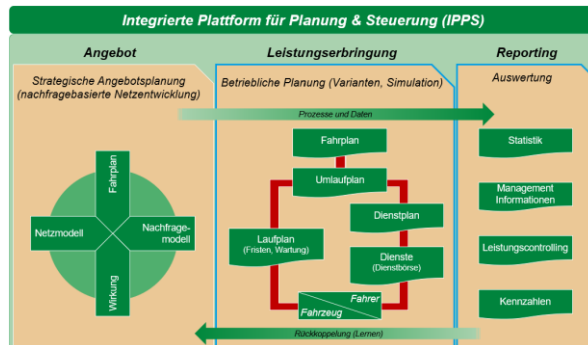 Integrierte Plattform für Planung & Steuerung (IPPS)
Angebot
Strategische Angebotsplanung
(nachfragebasierte Netzentwicklung)
Leistungserbringung
Betriebliche Planung (Varianten, Simulation)
Reporting
Auswertung
Prozesse und Daten
Fahrplan
Netzmodell
Nachfrage-
modell
Wirkung
Fahrplan
Umlaufplan
Dienstplan
Laufplan
(Fristen, Wartung)
Dienste
(Dienstbörse)
Fahrer
Fahrzeug
Statistik
Management
Informationen
Leistungscontrolling
Kennzahlen
Rückkoppelung (Lernen)